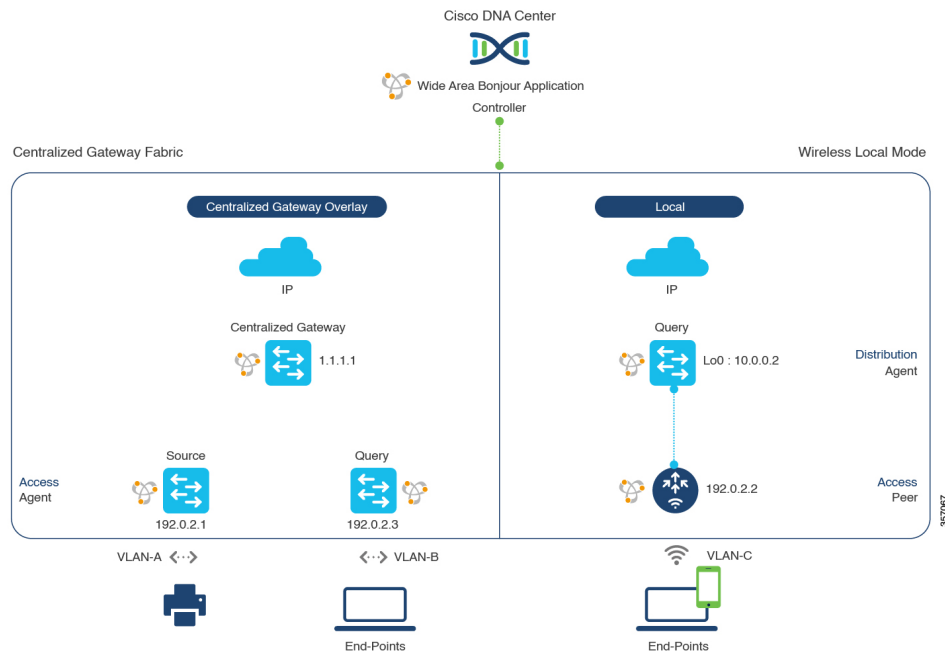 Cisco DNA Center
Wide Area Bonjour Application
Controller
Centralized Gateway Fabric
Wireless Local Mode
Centralized Gateway Overlay
Local
IP
IP
Centralized Gateway
1.1.1.1
Query
Lo0 : 10.0.0.2
Distribution
Agent
Source
Query
Access
Agent
192.0.2.1
192.0.2.3
192.0.2.2
Access
Peer
357067
VLAN-A
VLAN-B
VLAN-C
End-Points
End-Points